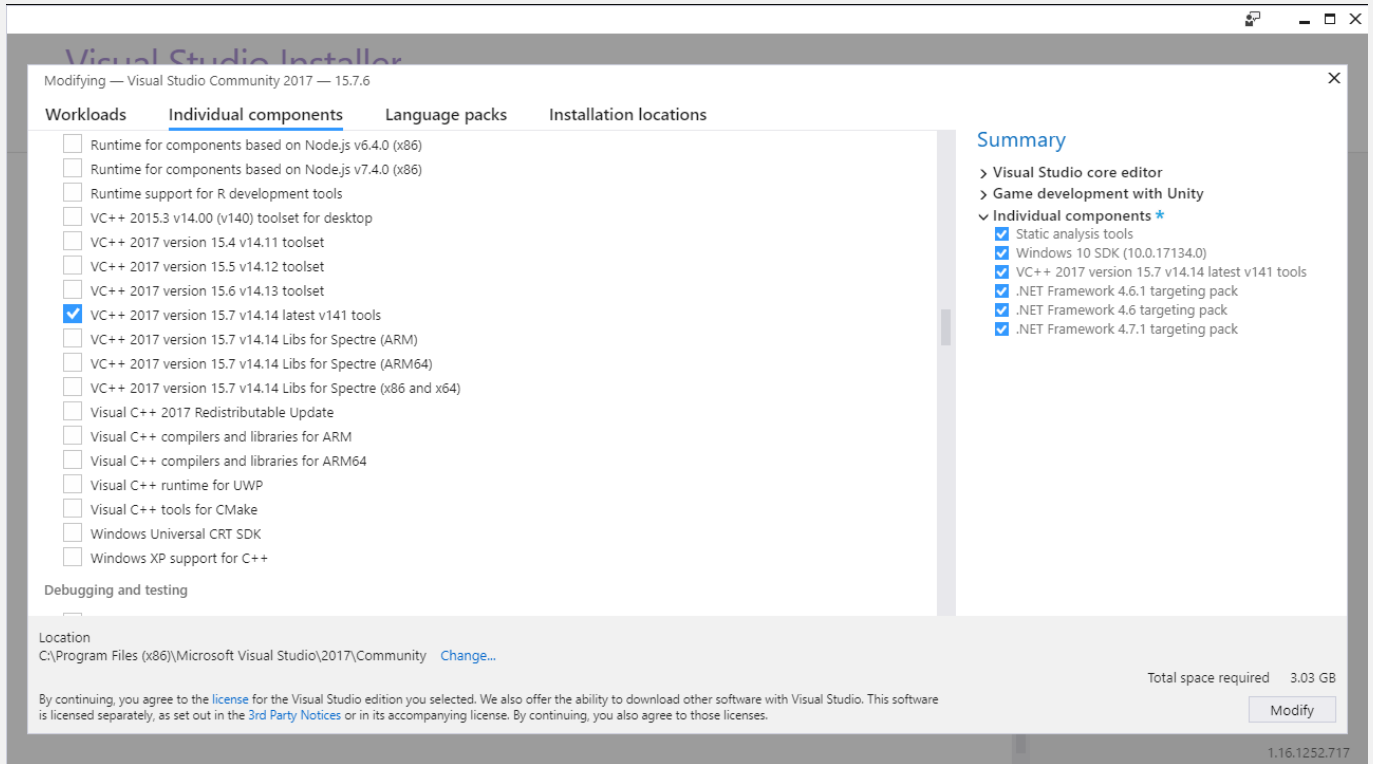 Visual Studio Installer
Modifying — Visual Studio Community 2017 — 15.7.6
Workloads Individual components Language packs Installation locations
Runtime for components based on Node.js v6.4.0 (x86)
Runtime for components based on Node.js v7.4.0 (x86)
Runtime support for R development tools
VC++ 2015.3 v14.00 (v140) toolset for desktop
VC++ 2017 version 15.4 v14.11 toolset
VC++ 2017 version 15.5 v14.12 toolset
VC++ 2017 version 15.6 v14.13 toolset
VC++ 2017 version 15.7 v14.14 latest v141 tools
VC++ 2017 version 15.7 v14.14 Libs for Spectre (ARM)
VC++ 2017 version 15.7 v14.14 Libs for Spectre (ARM64)
VC++ 2017 version 15.7 v14.14 Libs for Spectre (x86 and x64)
Visual C++ 2017 Redistributable Update
Visual C++ compilers and libraries for ARM
Visual C++ compilers and libraries for ARM64
Visual C++ runtime for UWP
Visual C++ tools for CMake
Windows Universal CRT SDK
Windows XP support for C++
Debugging and testing
Summary
Visual Studio core editor
Game development with Unity
Individual components *
Static analysis tools
Windows 10 SDK (10.0.17134.0)
VC++ 2017 version 15.7 v14.14 latest v141 tools
.NET Framework 4.6.1 targeting pack
.NET Framework 4.6 targeting pack
.NET Framework 4.7.1 targeting pack
Location
C:\Program Files (x86)\Microsoft Visual Studio\2017\Community Change...
Total space required 3.03 GB
By continuing, you agree to the license for the Visual Studio edition you selected. We also offer the ability to download other software with Visual Studio. This software
is licensed separately, as set out in the 3rd Party Notices or in its accompanying license. By continuing, you also agree to those licenses.
Modify
1.16.1252.717